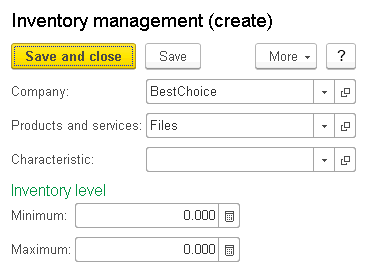 Inventory management (create)
Save and close Save More ?
Company: BestChoice
Products and services: Files
Characteristic:
Inventory level
Minimum: 0.000
Maximum: 0.000